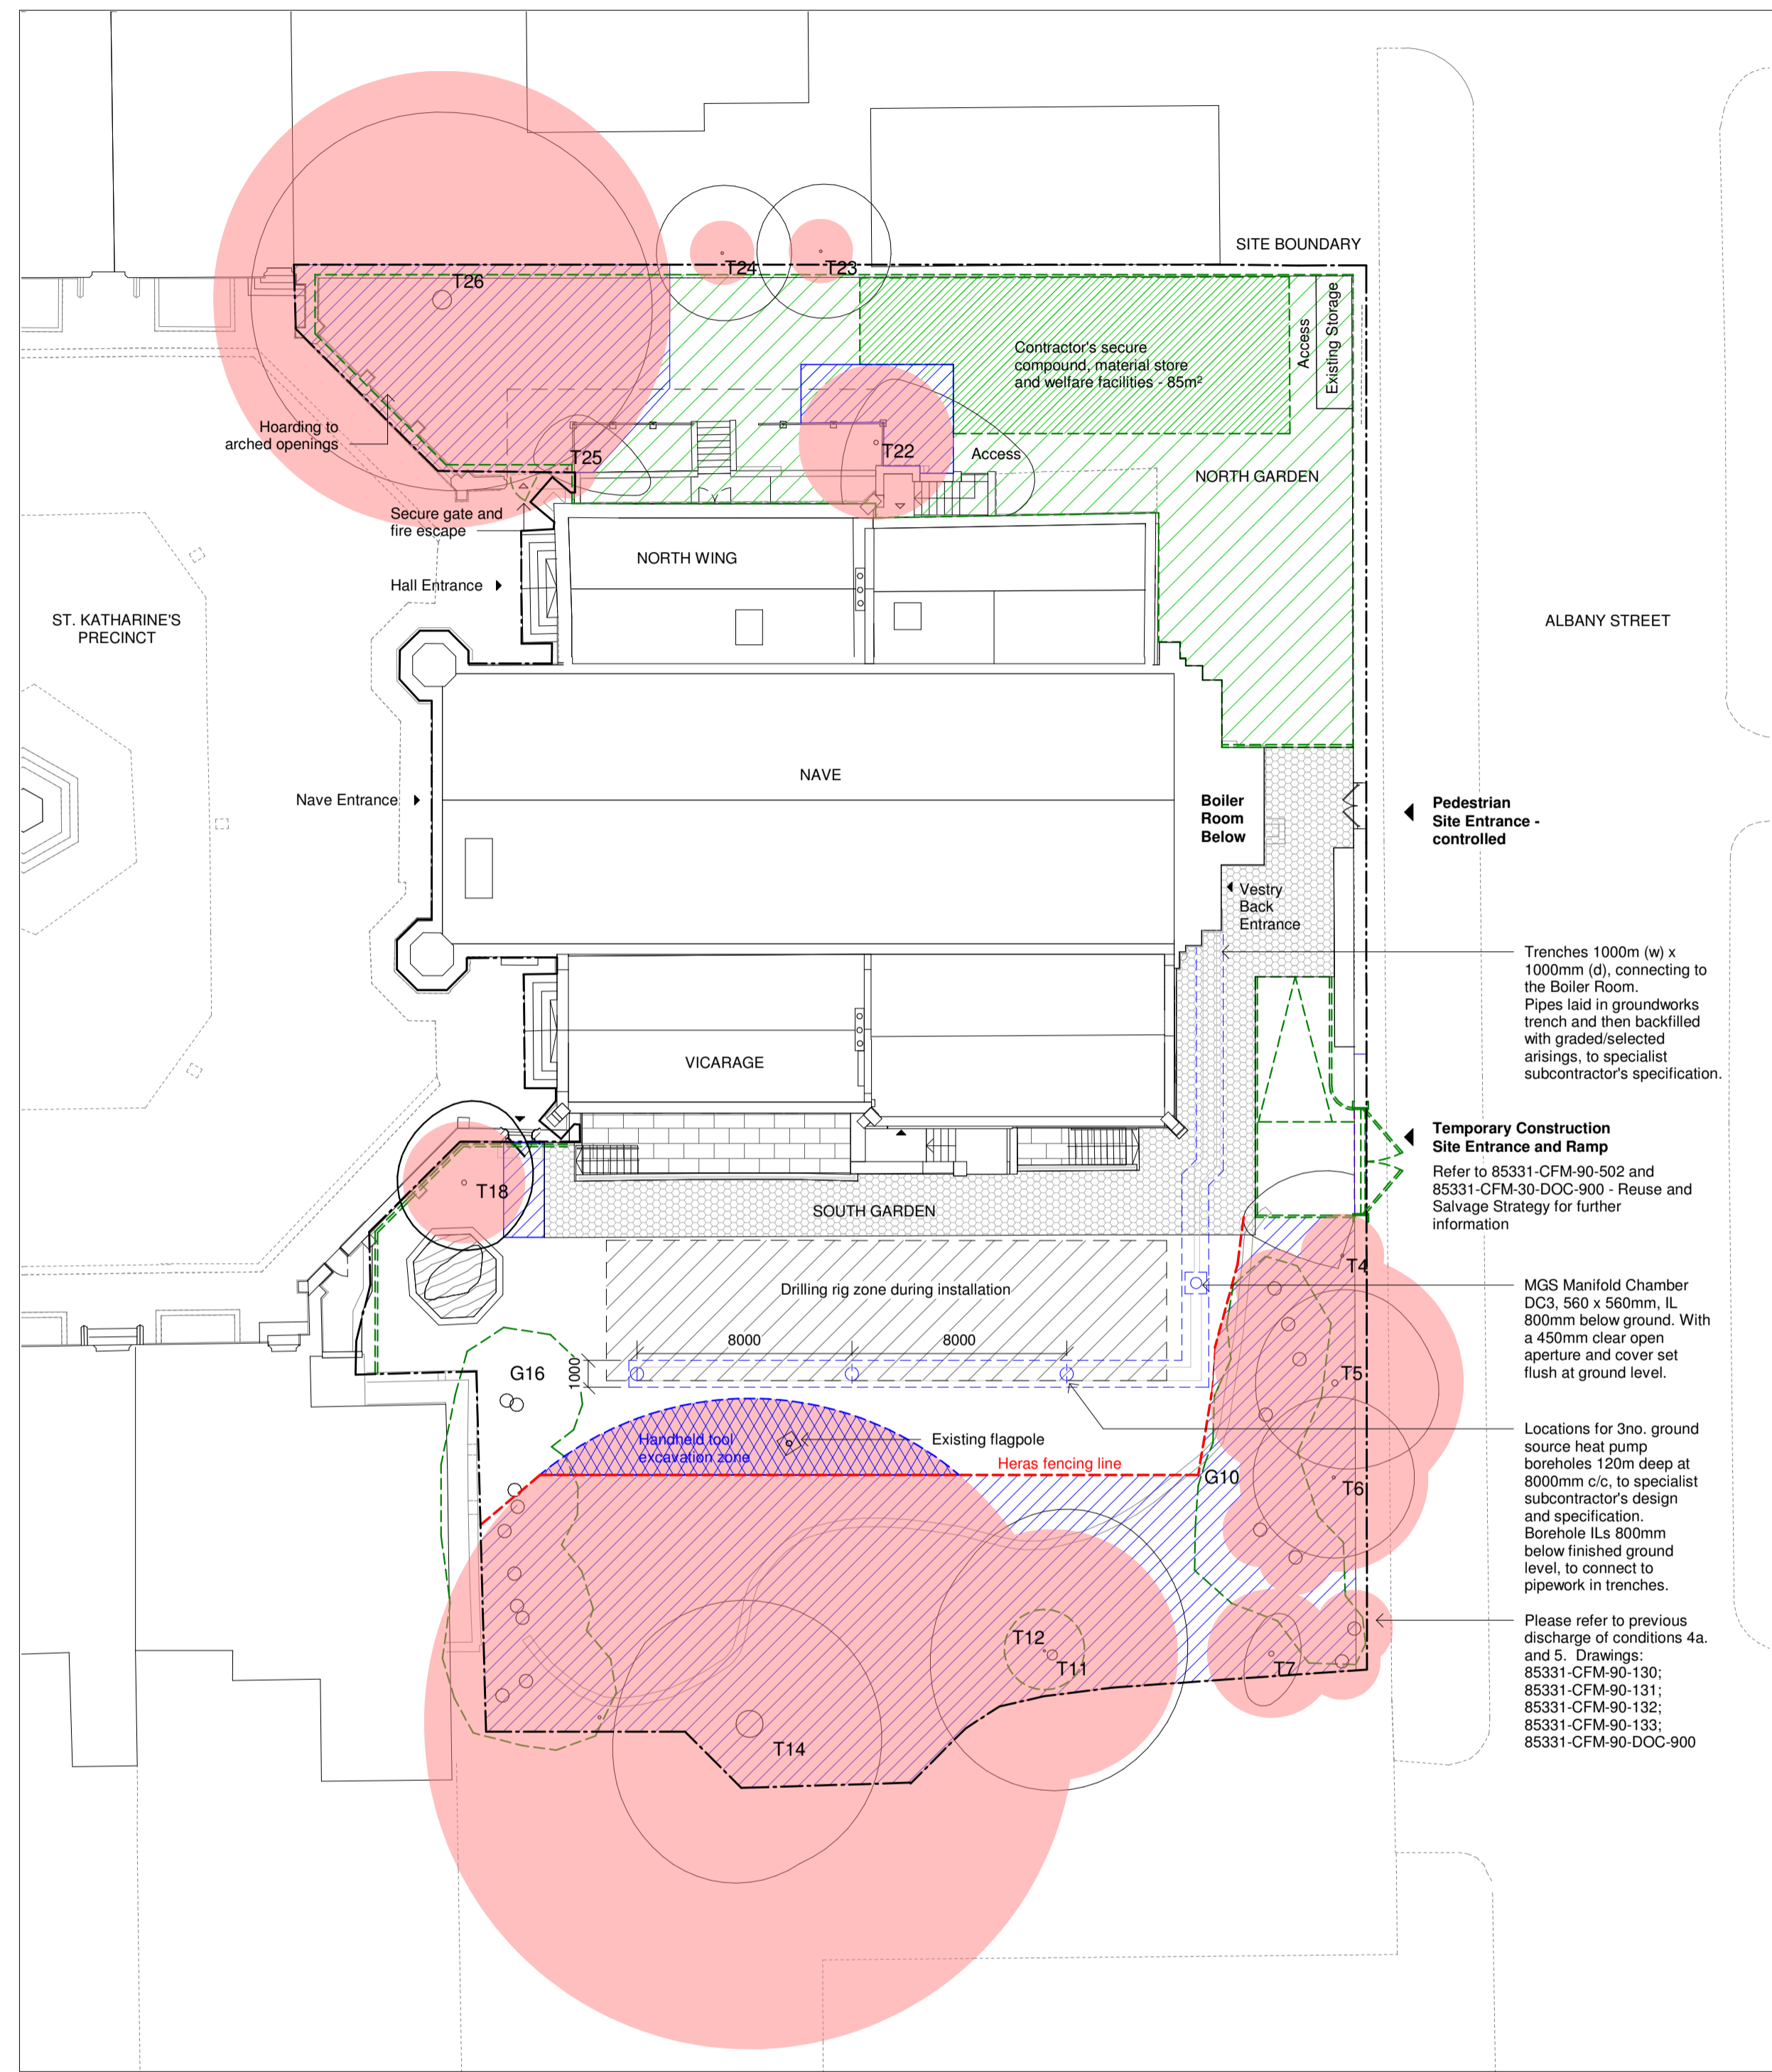 SITE BOUNDARY
T26
T24
T23
Contractor's secure
compound, material store
and welfare facilities - 85m²
Access
Existing Storage
Hoarding to
arched openings
T25
T22
Access
NORTH GARDEN
Secure gate and
fire escape
NORTH WING
Hall Entrance
ST. KATHARINE'S
PRECINCT
ALBANY STREET
NAVE
Nave Entrance
Boiler
Room
Below
Pedestrian
Site Entrance -
controlled
Vestry
Back
Entrance
Trenches 1000m (w) x
1000mm (d), connecting to
the Boiler Room.
Pipes laid in groundworks
trench and then backfilled
with graded/selected
arisings, to specialist
subcontractor's specification.
VICARAGE
Temporary Construction
Site Entrance and Ramp
Refer to 85331-CFM-90-502 and
85331-CFM-30-DOC-900 - Reuse and
Salvage Strategy for further
information
T18
SOUTH GARDEN
T4
Drilling rig zone during installation
MGS Manifold Chamber
DC3, 560 x 560mm, IL
800mm below ground. With
a 450mm clear open
aperture and cover set
flush at ground level.
8000
8000
1000
G16
T5
Handheld tool
excavation zone
Existing flagpole
Heras fencing line
G10
T6
Locations for 3no. ground
source heat pump
boreholes 120m deep at
8000mm c/c, to specialist
subcontractor's design
and specification.
Borehole ILs 800mm
below finished ground
level, to connect to
pipework in trenches.
T12
T11
T7
Please refer to previous
discharge of conditions 4a.
and 5.  Drawings:
85331-CFM-90-130;
85331-CFM-90-131;
85331-CFM-90-132;
85331-CFM-90-133;
85331-CFM-90-DOC-900
T14